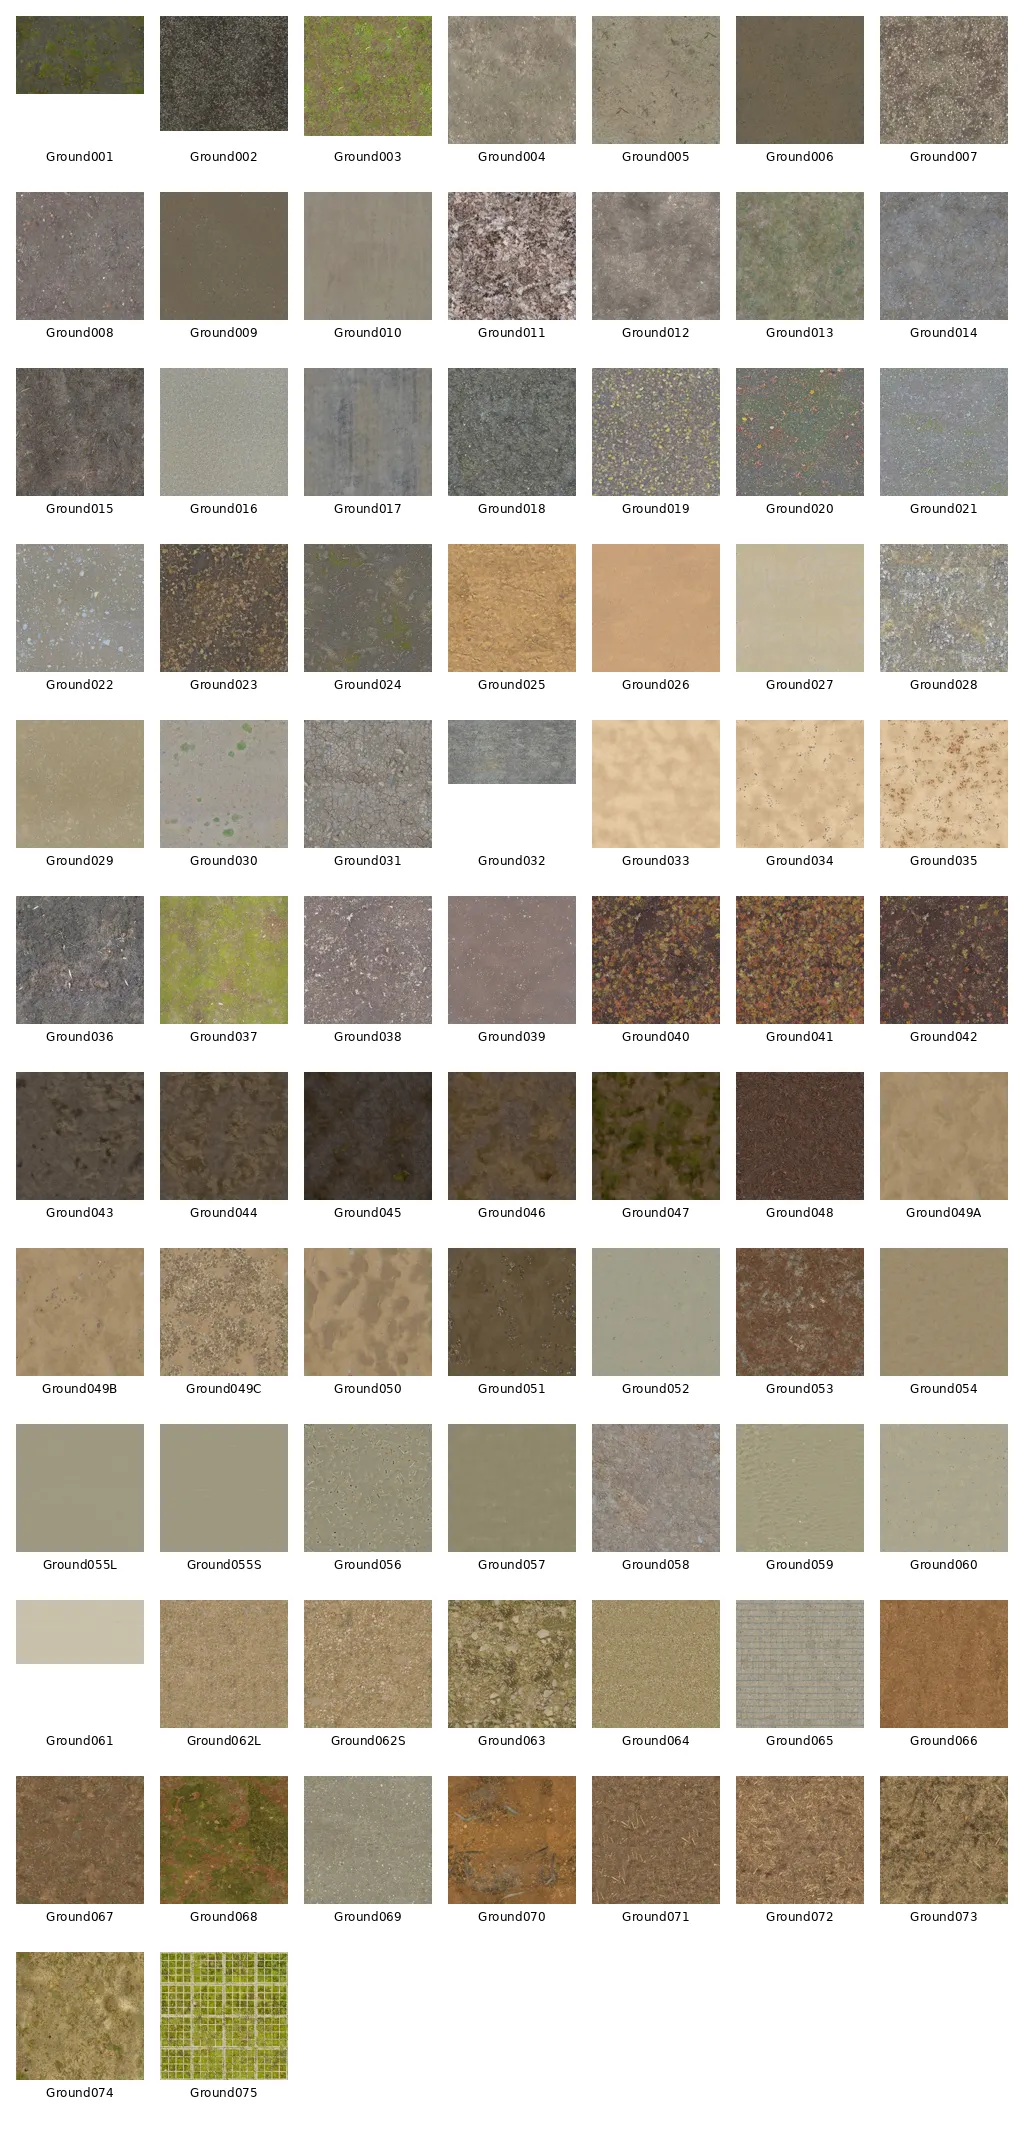 Ground001 Ground002 Ground003 Ground004 Ground005 Ground006 Ground007
Ground008 Ground009 Ground010 Ground011 Ground012 Ground013 Ground014
Ground015 Ground016 Ground017 Ground018 Ground019 Ground020 Ground021
Ground022 Ground023 Ground024 Ground025 Ground026 Ground027 Ground028
Ground029 Ground030 Ground031 Ground032 Ground033 Ground034 Ground035
Ground036 Ground037 Ground038 Ground039 Ground040 Ground041 Ground042
Ground043 Ground044 Ground045 Ground046 Ground047 Ground048 Ground049A
Ground049B Ground049C Ground050 Ground051 Ground052 Ground053 Ground054
Ground055L Ground055S Ground056 Ground057 Ground058 Ground059 Ground060
Ground061 Ground062L Ground062S Ground063 Ground064 Ground065 Ground066
Ground067 Ground068 Ground069 Ground070 Ground071 Ground072 Ground073
Ground074 Ground075